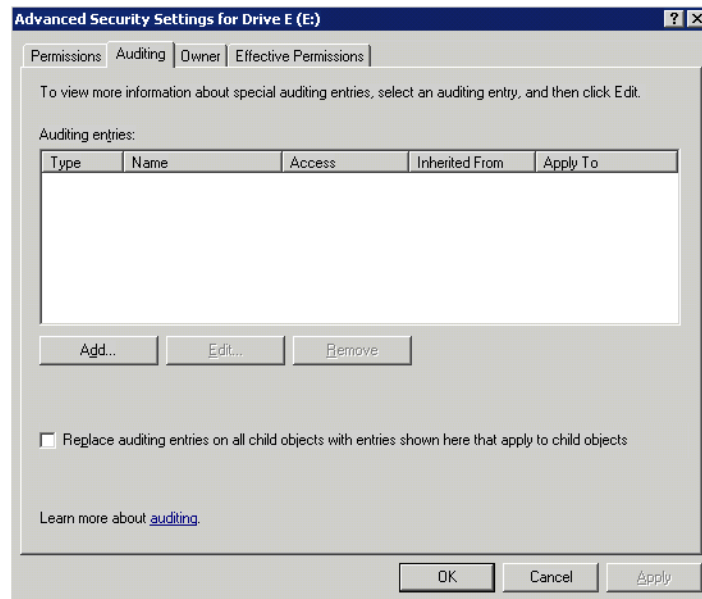 Advanced Security Settings for Drive E (E:)
Permissions Auditing Owner Effective Permissions
To view more information about special auditing entries, select an auditing entry, and then click Edit.
Auditing entries:
Type Name Access Inherited From Apply To
Add... Edit... Remove
Replace auditing entries on all child objects with entries shown here that apply to child objects
Learn more about auditing.
OK Cancel Apply